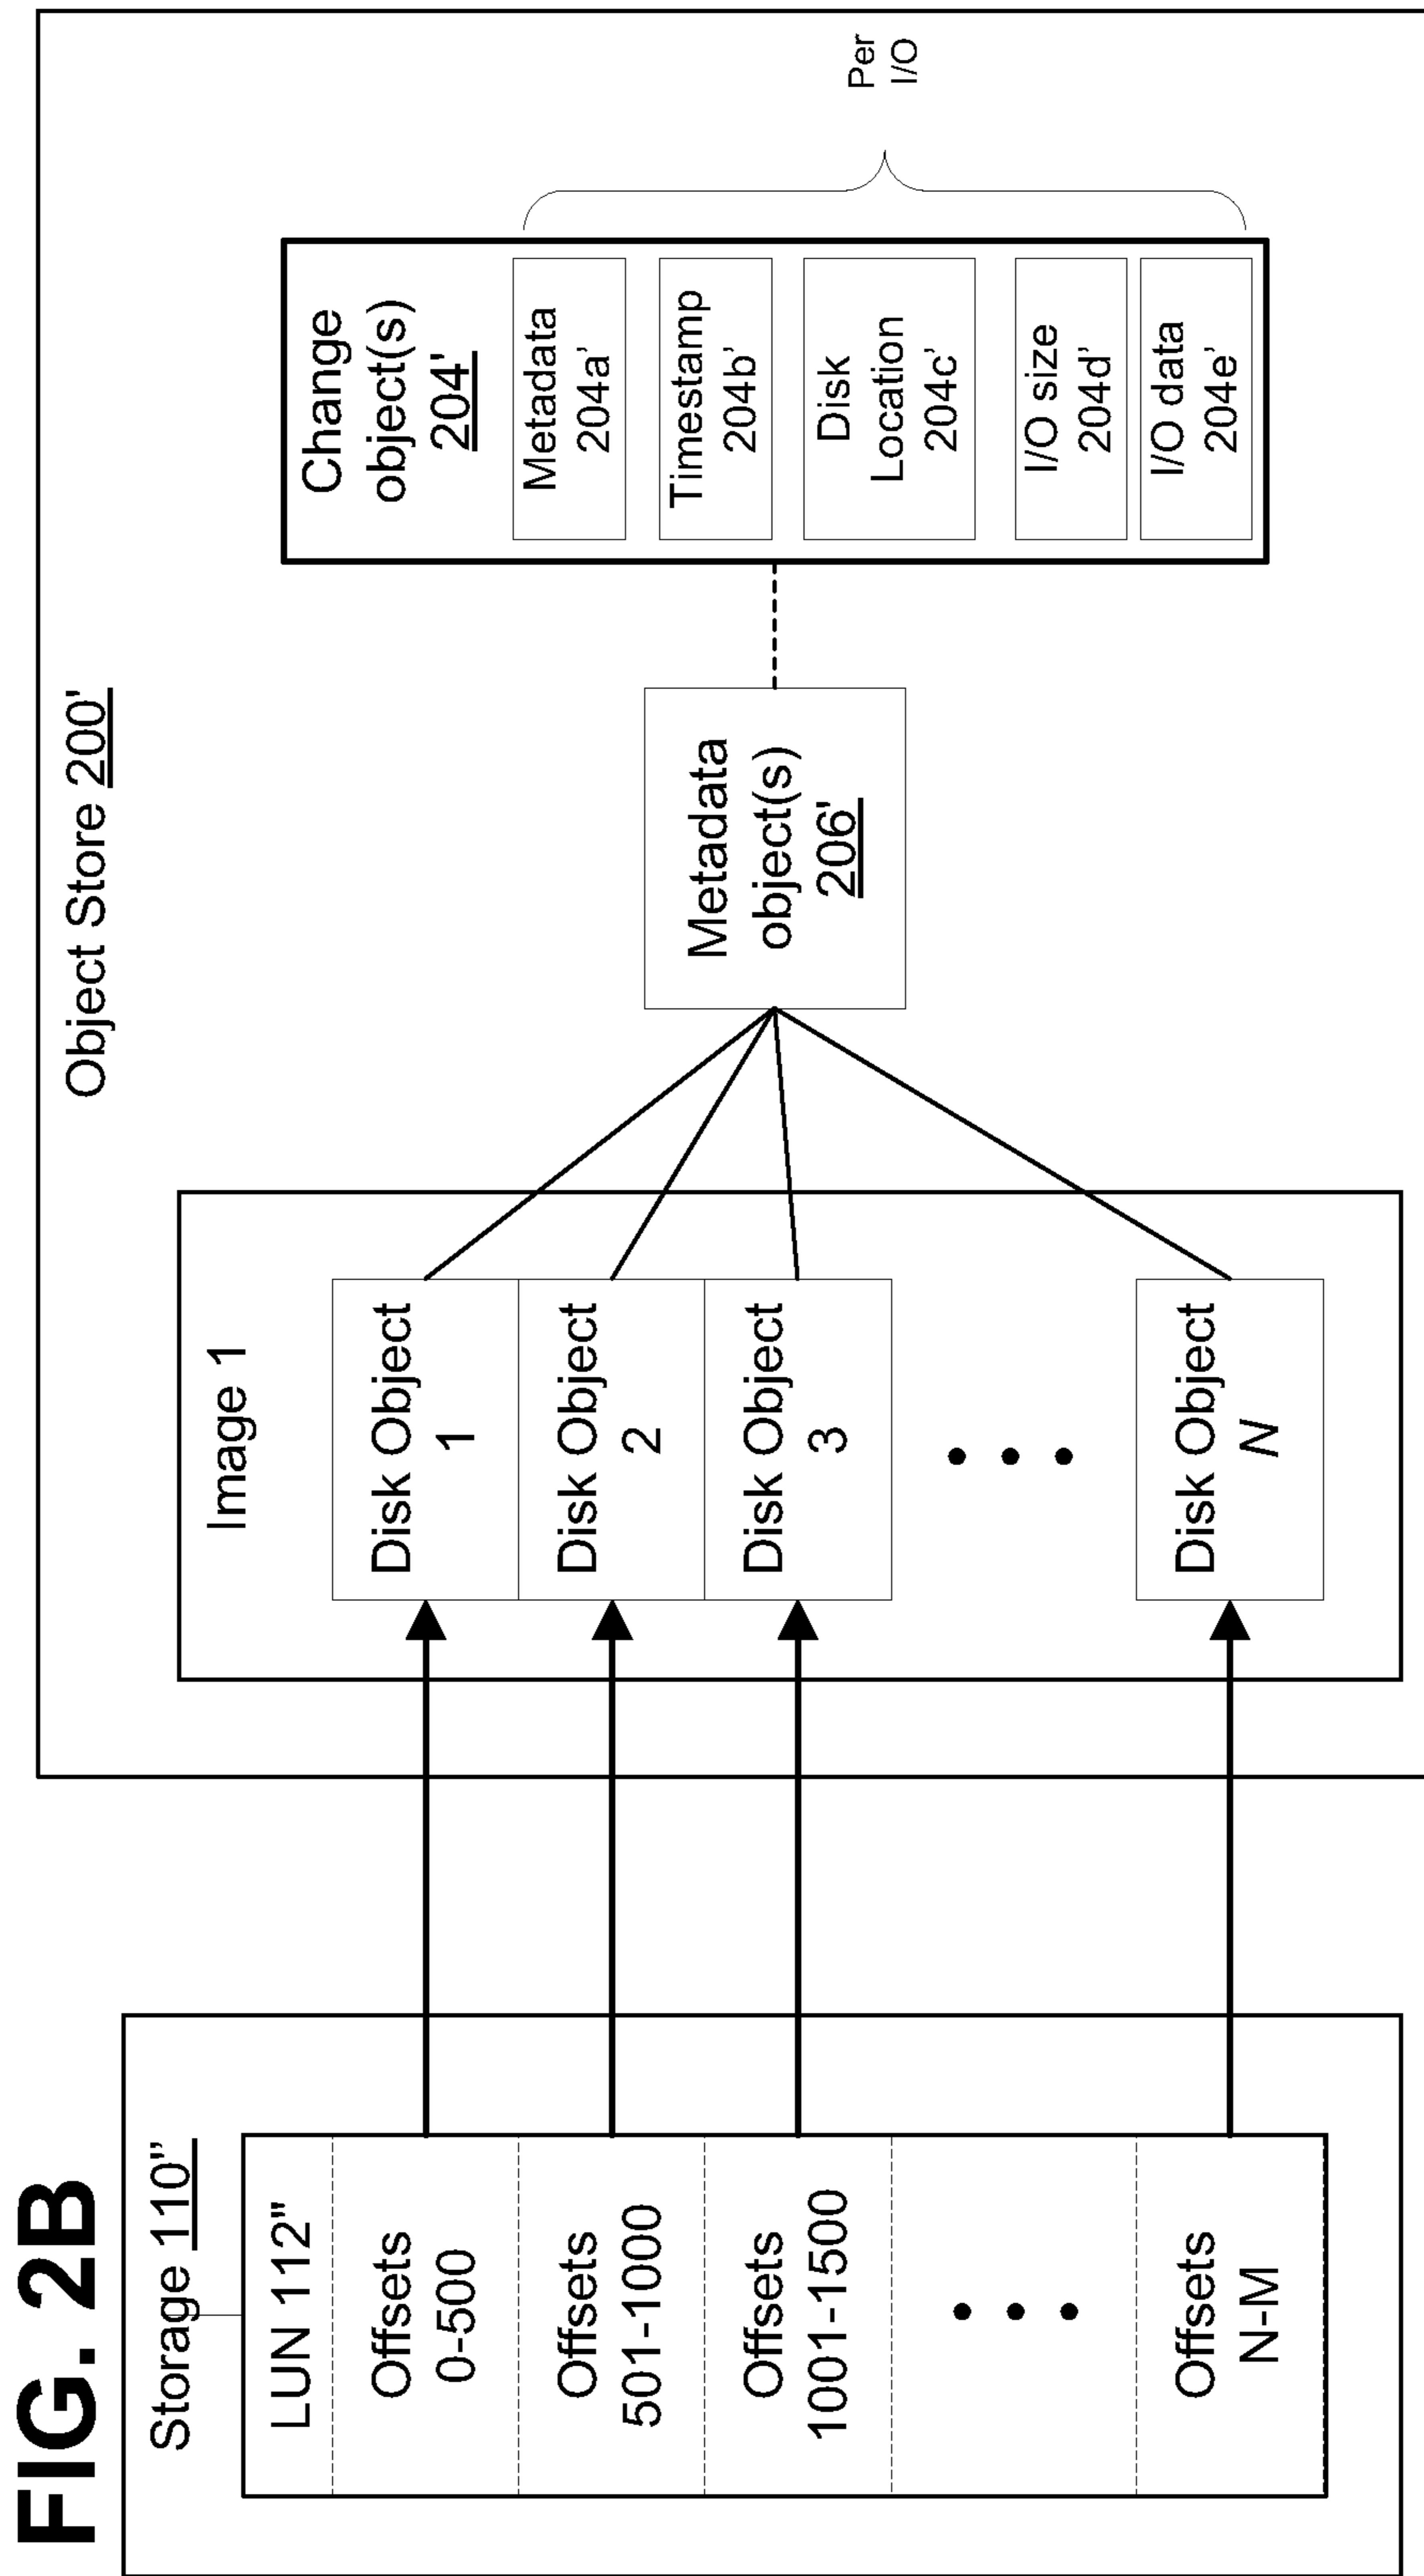 FIG. 2B
Storage 110"
LUN 112"
Offsets
0-500
Offsets
501-1000
Offsets
1001-1500
Offsets
N-M
Object Store 200'
Image 1
Disk Object
1
Disk Object
2
Disk Object
3
Disk Object
N
Metadata
object(s)
206'
Change
object(s)
204'
Metadata
204a'
Timestamp
204b'
Disk
Location
204c'
I/O size
204d'
I/O data
204e'
Per
I/O